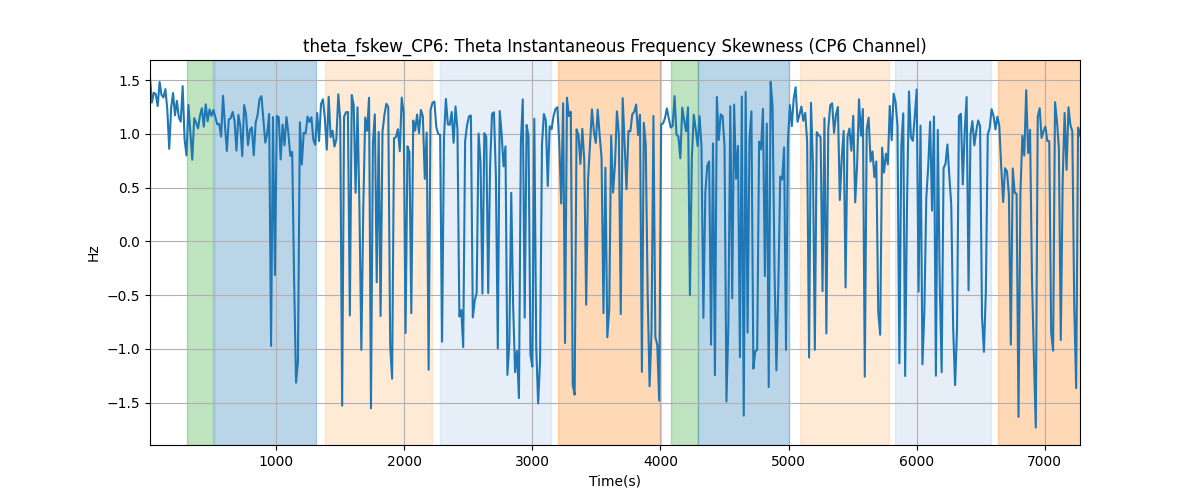 theta_fskew_CP6: Theta Instantaneous Frequency Skewness (CP6 Channel)
1.5
1.0
0.5
0.0
−0.5
−1.0
−1.5
Hz
1000 2000 3000 4000 5000 6000 7000
Time(s)